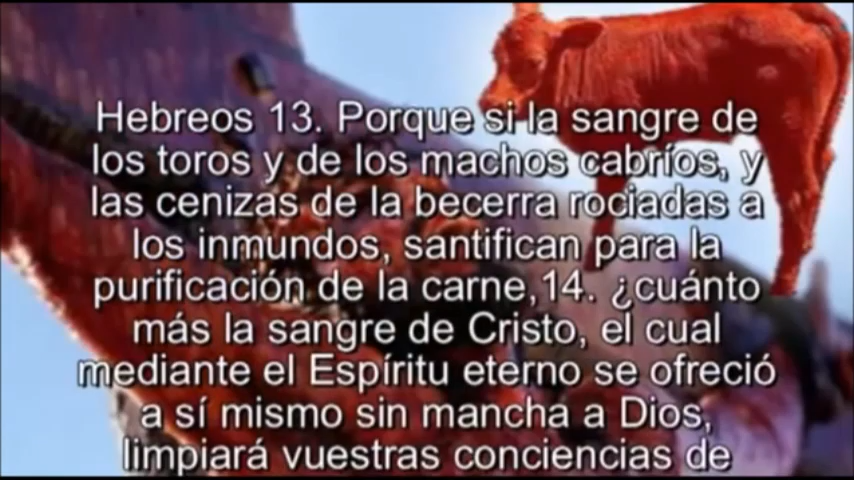 Hebreos 13. Porque si la sangre de
los toros y de los machos cabríos, y
las cenizas de la becerra rociadas a
los inmundos, santifican para la
purificación de la carne,14. ¿cuánto
más la sangre de Cristo, el cual
mediante el Espíritu eterno se ofreció
a sí mismo sin mancha a Dios,
limpiará vuestras conciencias de